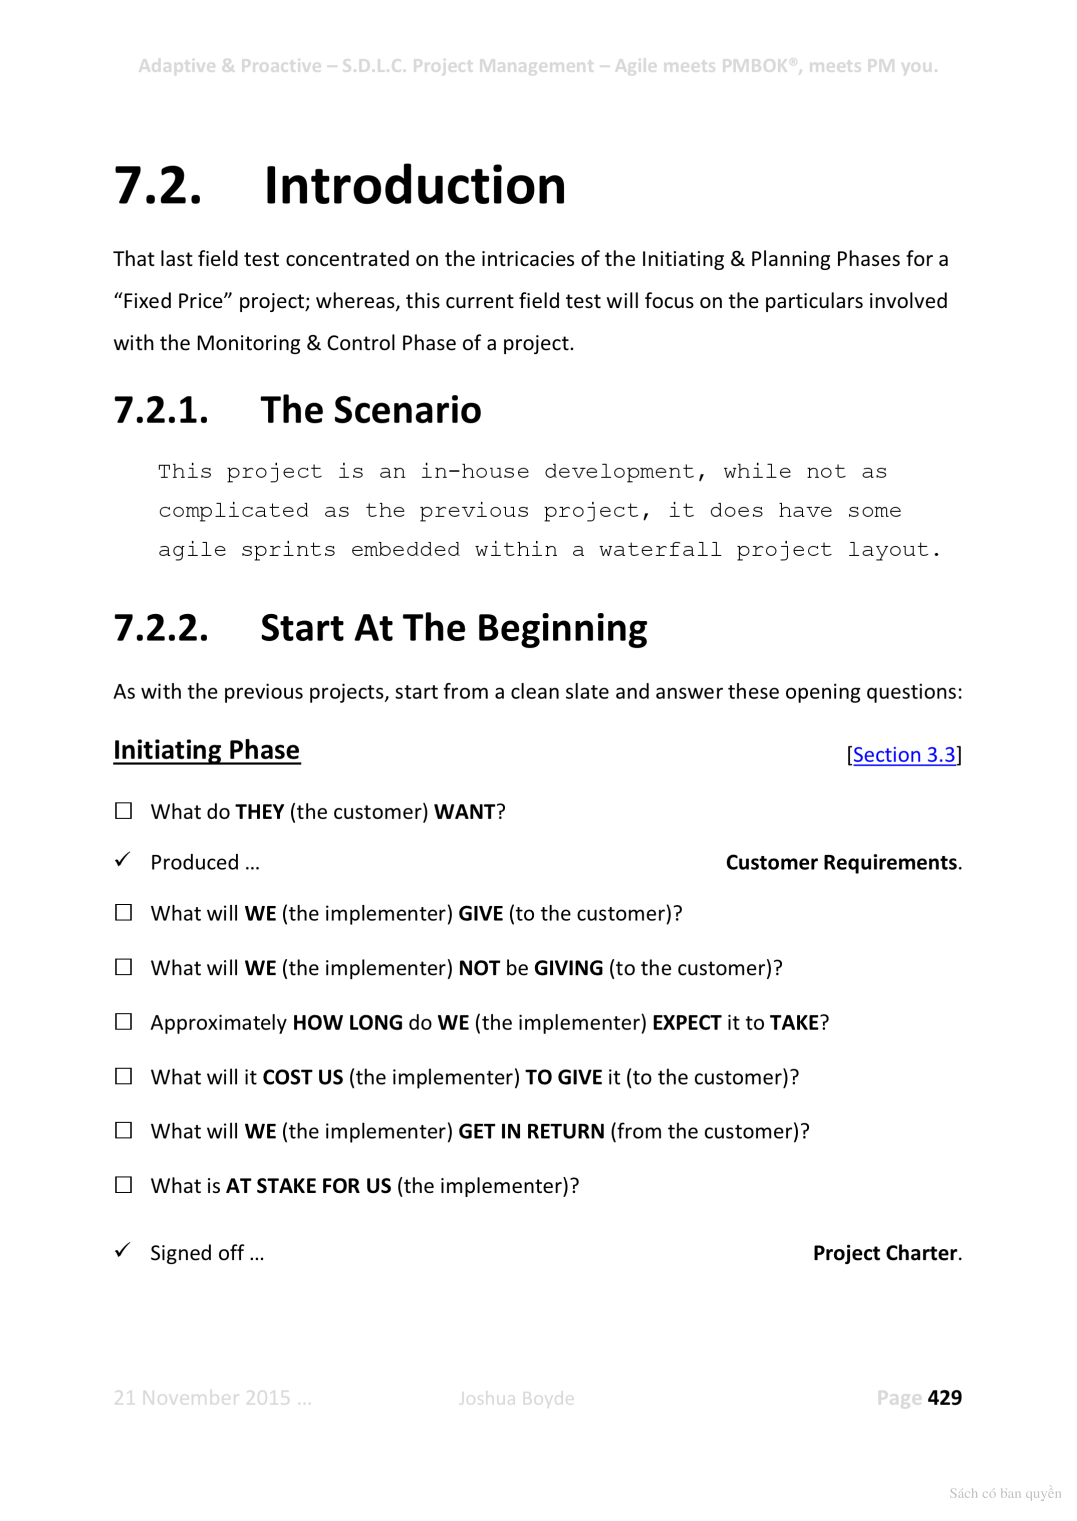 Adaptive & Proactive – S.D.L.C. Project Management – Agile meets PMBOK®, meets PM you.
7.2. Introduction
That last field test concentrated on the intricacies of the Initiating & Planning Phases for a
“Fixed Price” project; whereas, this current field test will focus on the particulars involved
with the Monitoring & Control Phase of a project.
7.2.1. The Scenario
This project is an in-house development, while not as
complicated as the previous project, it does have some
agile sprints embedded within a waterfall project layout.
7.2.2. Start At The Beginning
As with the previous projects, start from a clean slate and answer these opening questions:
Initiating Phase [Section 3.3]
☐ What do THEY (the customer) WANT?
✓ Produced … Customer Requirements.
☐ What will WE (the implementer) GIVE (to the customer)?
☐ What will WE (the implementer) NOT be GIVING (to the customer)?
☐ Approximately HOW LONG do WE (the implementer) EXPECT it to TAKE?
☐ What will it COST US (the implementer) TO GIVE it (to the customer)?
☐ What will WE (the implementer) GET IN RETURN (from the customer)?
☐ What is AT STAKE FOR US (the implementer)?
✓ Signed off … Project Charter.
21 November 2015 … Joshua Boyde Page 429
Sách có bản quyền